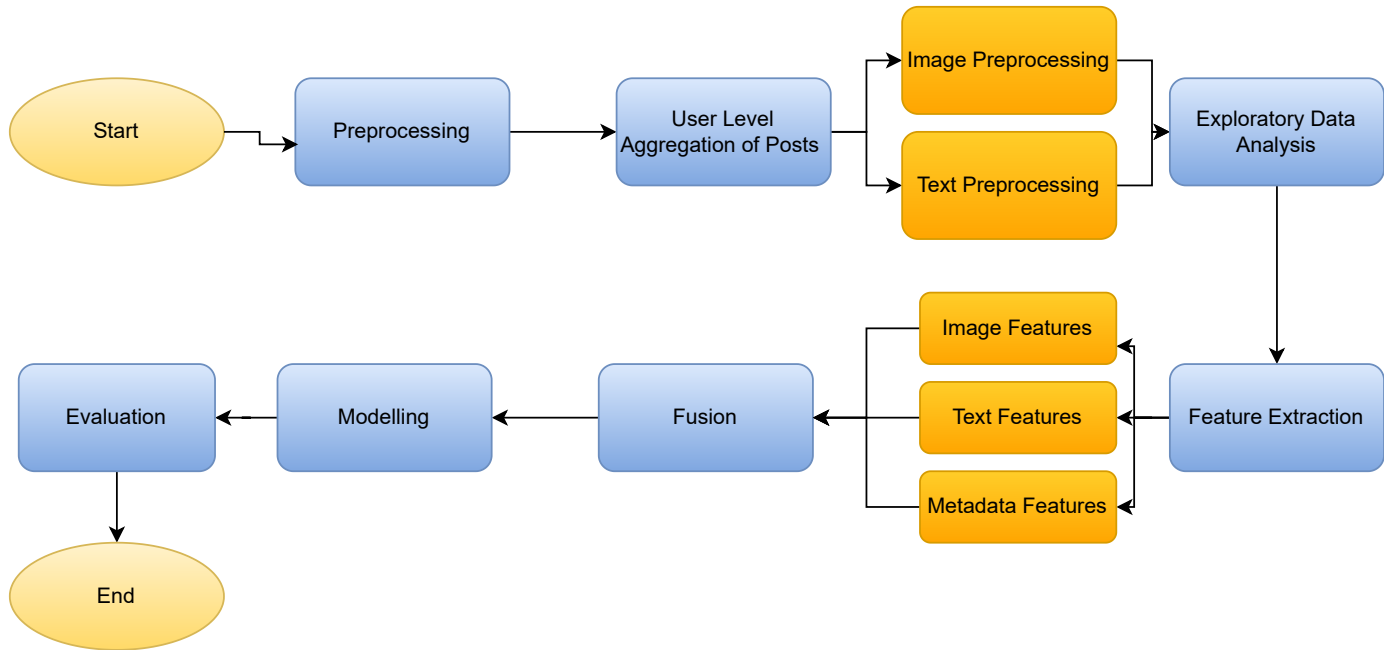 Start
Preprocessing
User Level
Aggregation of Posts
Image Preprocessing
Text Preprocessing
Exploratory Data
Analysis
Feature Extraction
Image Features
Text Features
Metadata Features
Fusion
Modelling
Evaluation
End